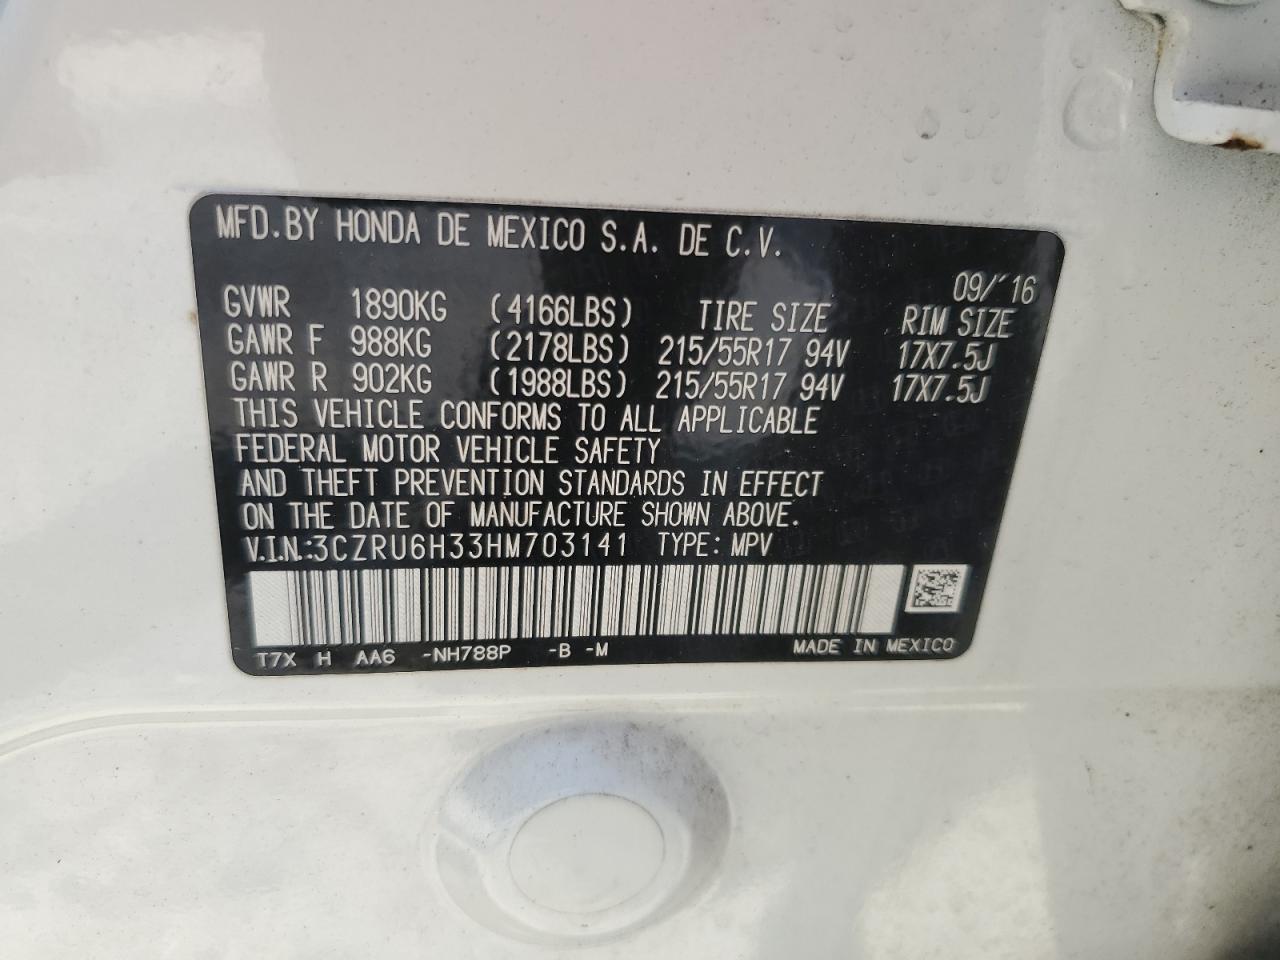 MFD.BY HONDA DE MEXICO S.A. DE C.V.
09/'16
GVWR 1890KG (4166LBS) TIRE SIZE RIM SIZE
GAWR F 988KG (2178LBS) 215/55R17 94V 17X7.5J
GAWR R 902KG (1988LBS) 215/55R17 94V 17X7.5J
THIS VEHICLE CONFORMS TO ALL APPLICABLE
FEDERAL MOTOR VEHICLE SAFETY
AND THEFT PREVENTION STANDARDS IN EFFECT
ON THE DATE OF MANUFACTURE SHOWN ABOVE.
V.I.N.:3CZRU6H33HM703141 TYPE: MPV
T7X H AA6 -NH788P -B -M MADE IN MEXICO